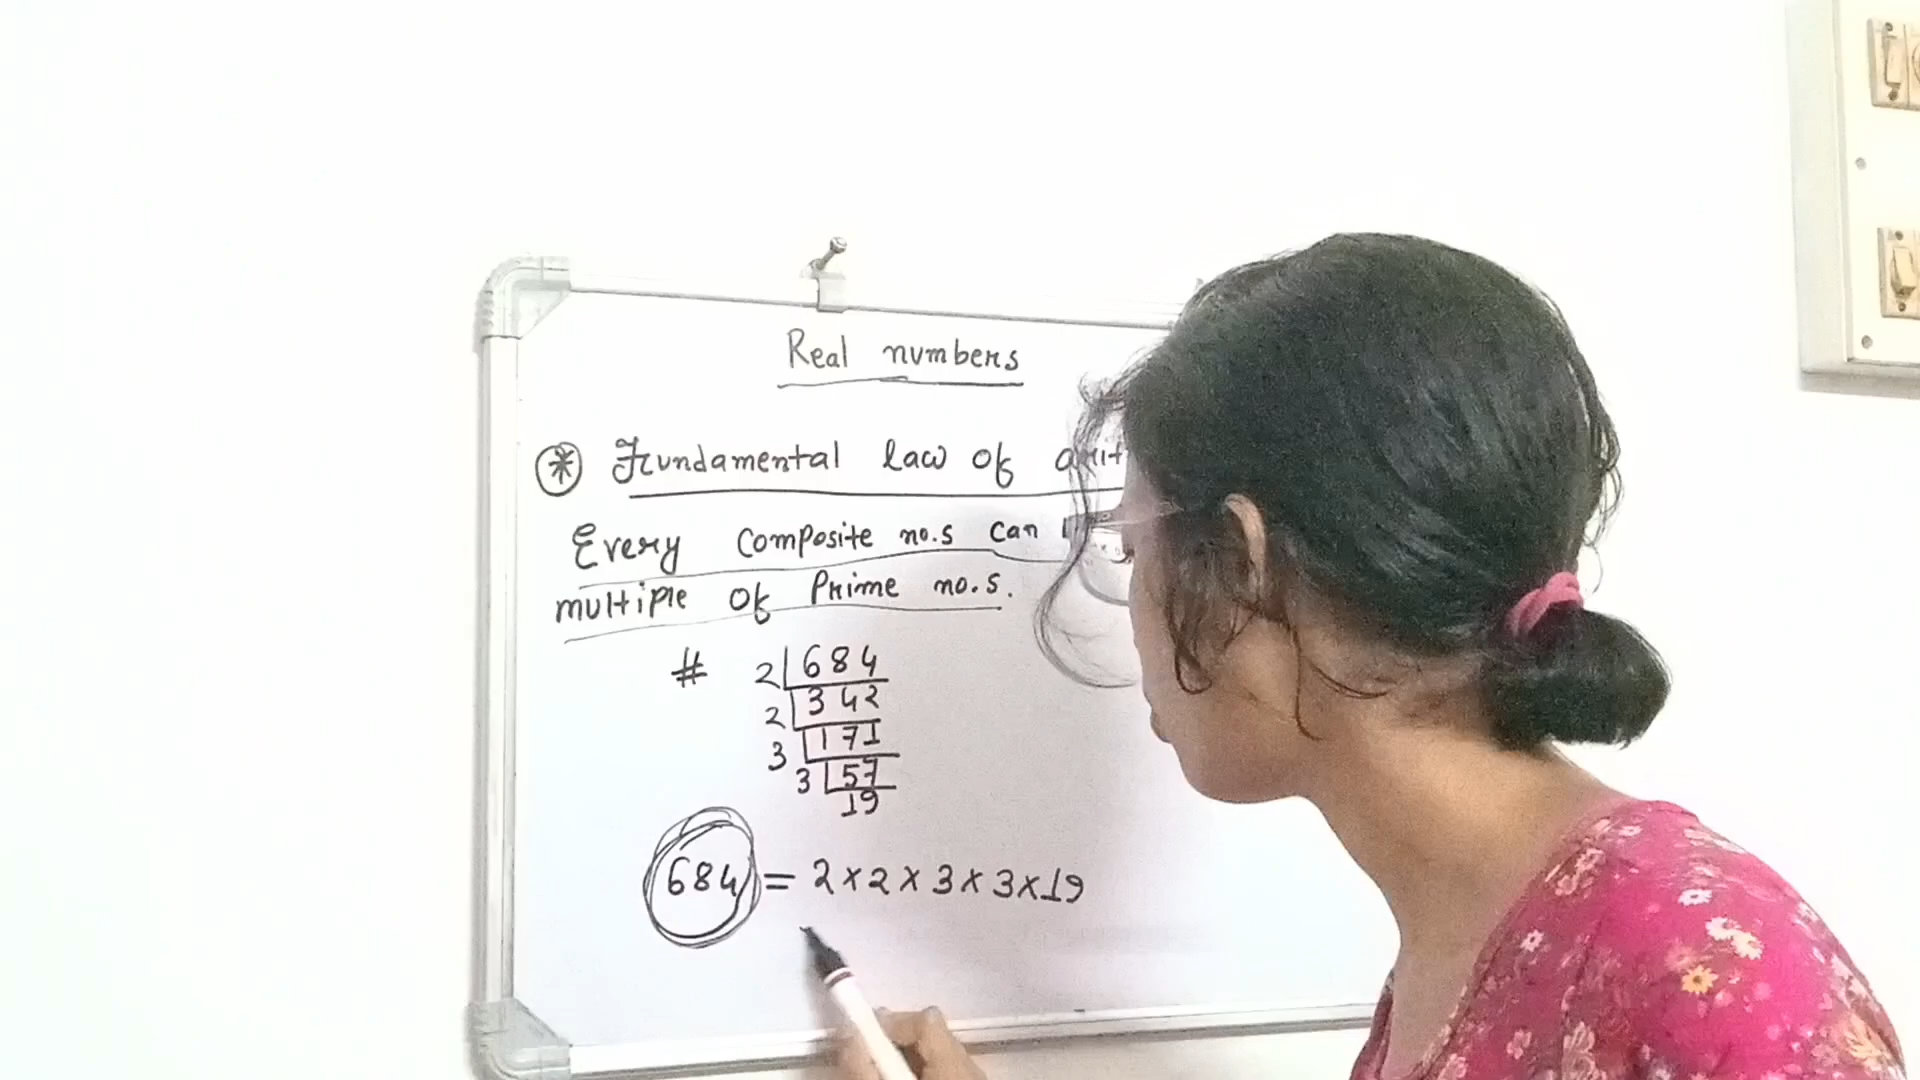 Real numbers
* Fundamental law of arit
Every composite no.s can
multiple of Prime no.s.
# 2 684
2 342
3 171
3 57
19
684 = 2 × 2 × 3 × 3 × 19